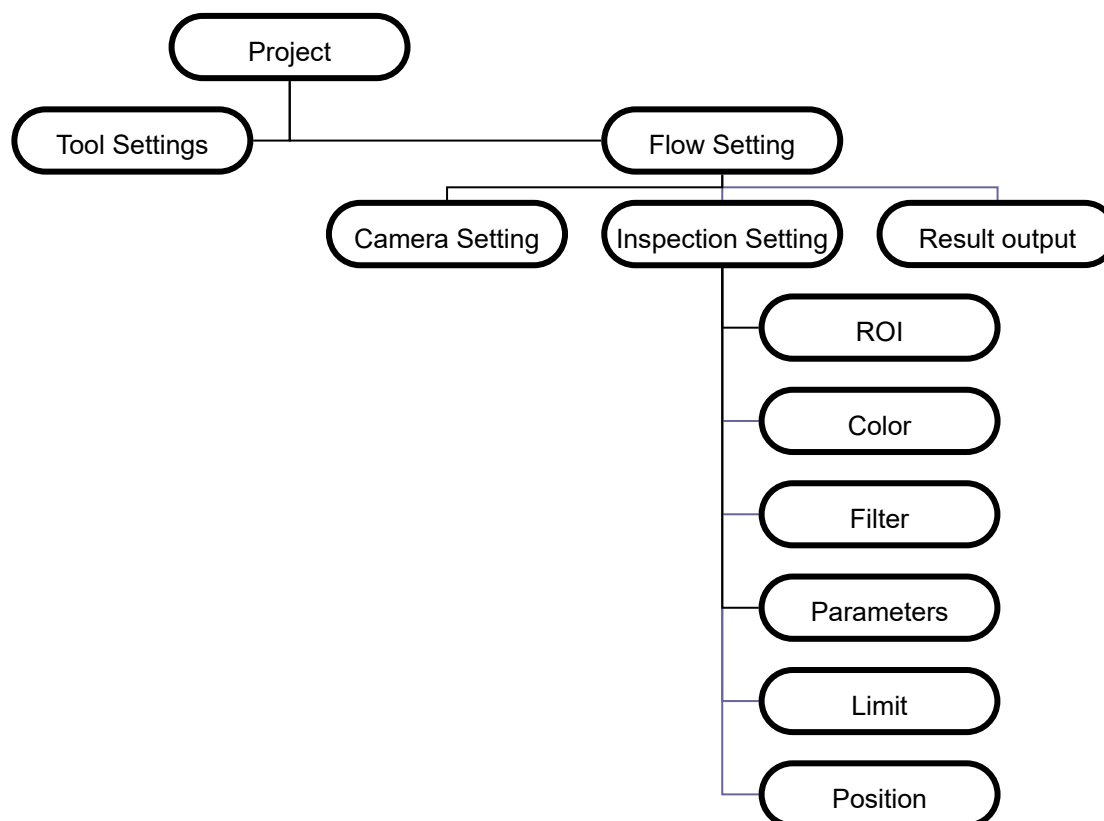 Project
Tool Settings
Flow Setting
Camera Setting
Inspection Setting
Result output
ROI
Color
Filter
Parameters
Limit
Position